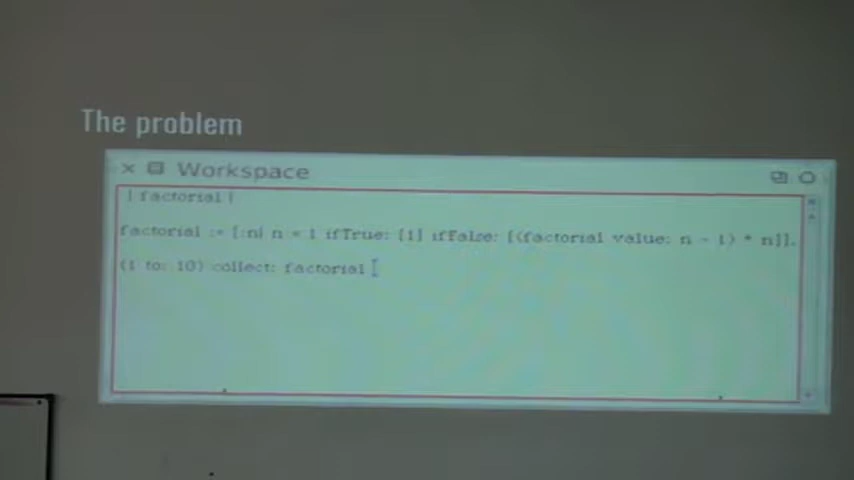 The problem
Workspace
| factorial |
factorial := [:n| n < 1 ifTrue: [1] ifFalse: [(factorial value: n - 1) * n]].
(1 to: 10) collect: factorial